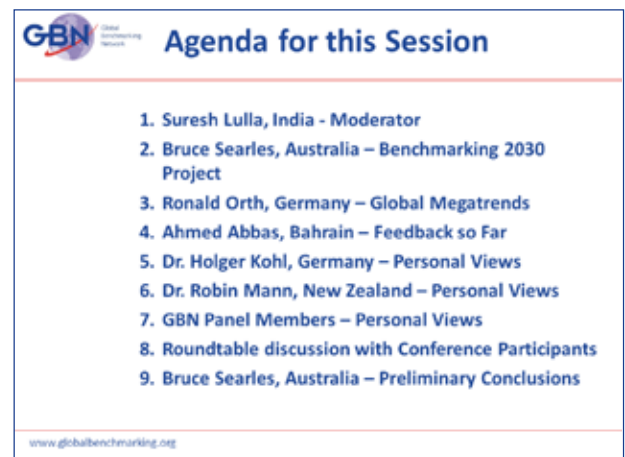 GBN Global
Benchmarking
Network
Agenda for this Session
1. Suresh Lulla, India - Moderator
2. Bruce Searles, Australia – Benchmarking 2030
Project
3. Ronald Orth, Germany – Global Megatrends
4. Ahmed Abbas, Bahrain – Feedback so Far
5. Dr. Holger Kohl, Germany – Personal Views
6. Dr. Robin Mann, New Zealand – Personal Views
7. GBN Panel Members – Personal Views
8. Roundtable discussion with Conference Participants
9. Bruce Searles, Australia – Preliminary Conclusions
www.globalbenchmarking.org